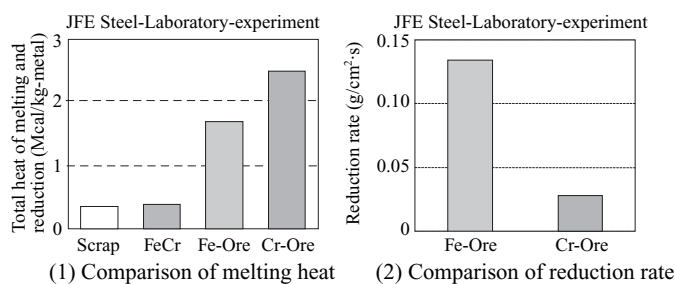 JFE Steel-Laboratory-experiment
Total heat of melting and
reduction (Mcal/kg-metal)
3
2
1
0
Scrap FeCr Fe-Ore Cr-Ore
(1) Comparison of melting heat
JFE Steel-Laboratory-experiment
Reduction rate (g/cm²·s)
0.15
0.10
0.05
0
Fe-Ore Cr-Ore
(2) Comparison of reduction rate